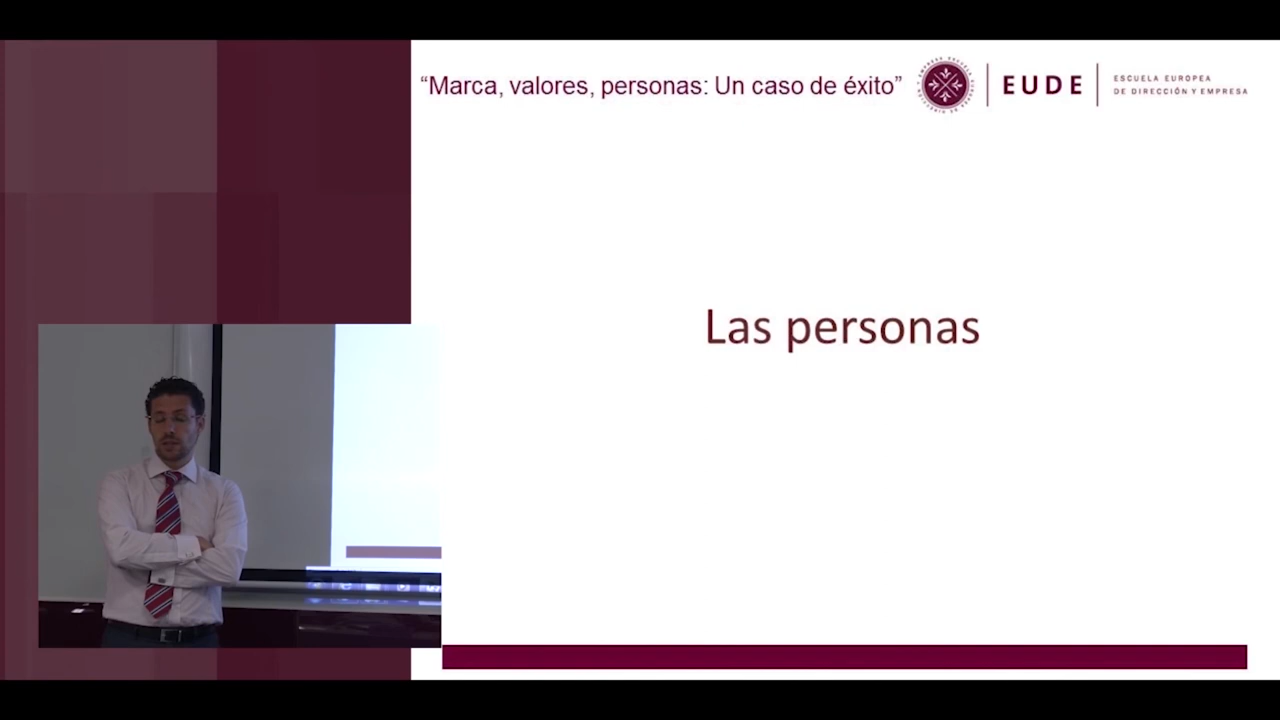 “Marca, valores, personas: Un caso de éxito”
EUDE
ESCUELA EUROPEA
DE DIRECCIÓN Y EMPRESA
Las personas